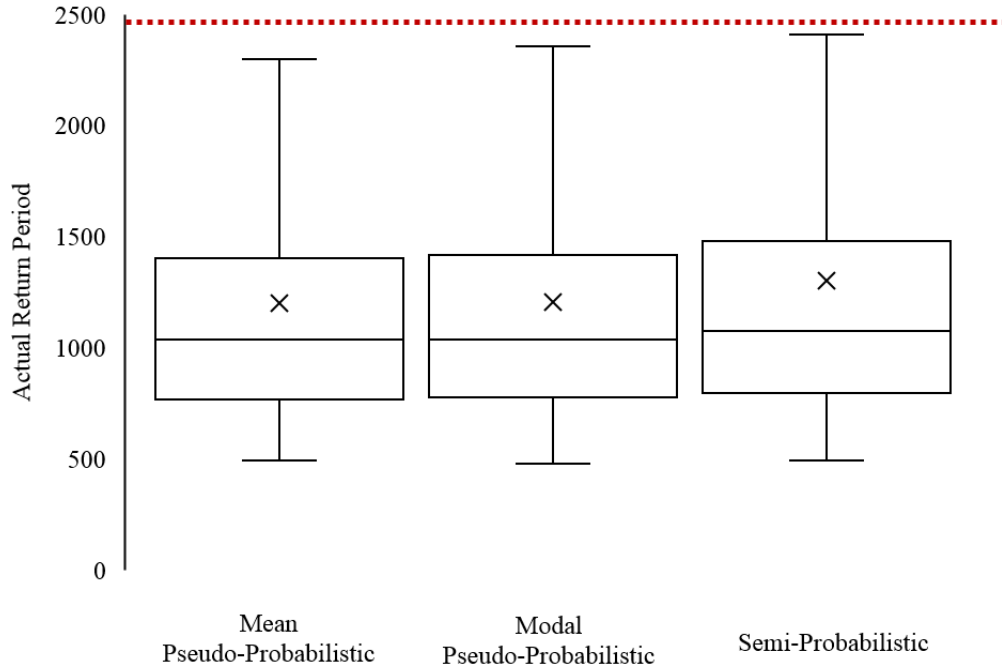 2500
2000
1500
1000
500
0
Actual Return Period
Mean
Pseudo-Probabilistic
Modal
Pseudo-Probabilistic
Semi-Probabilistic